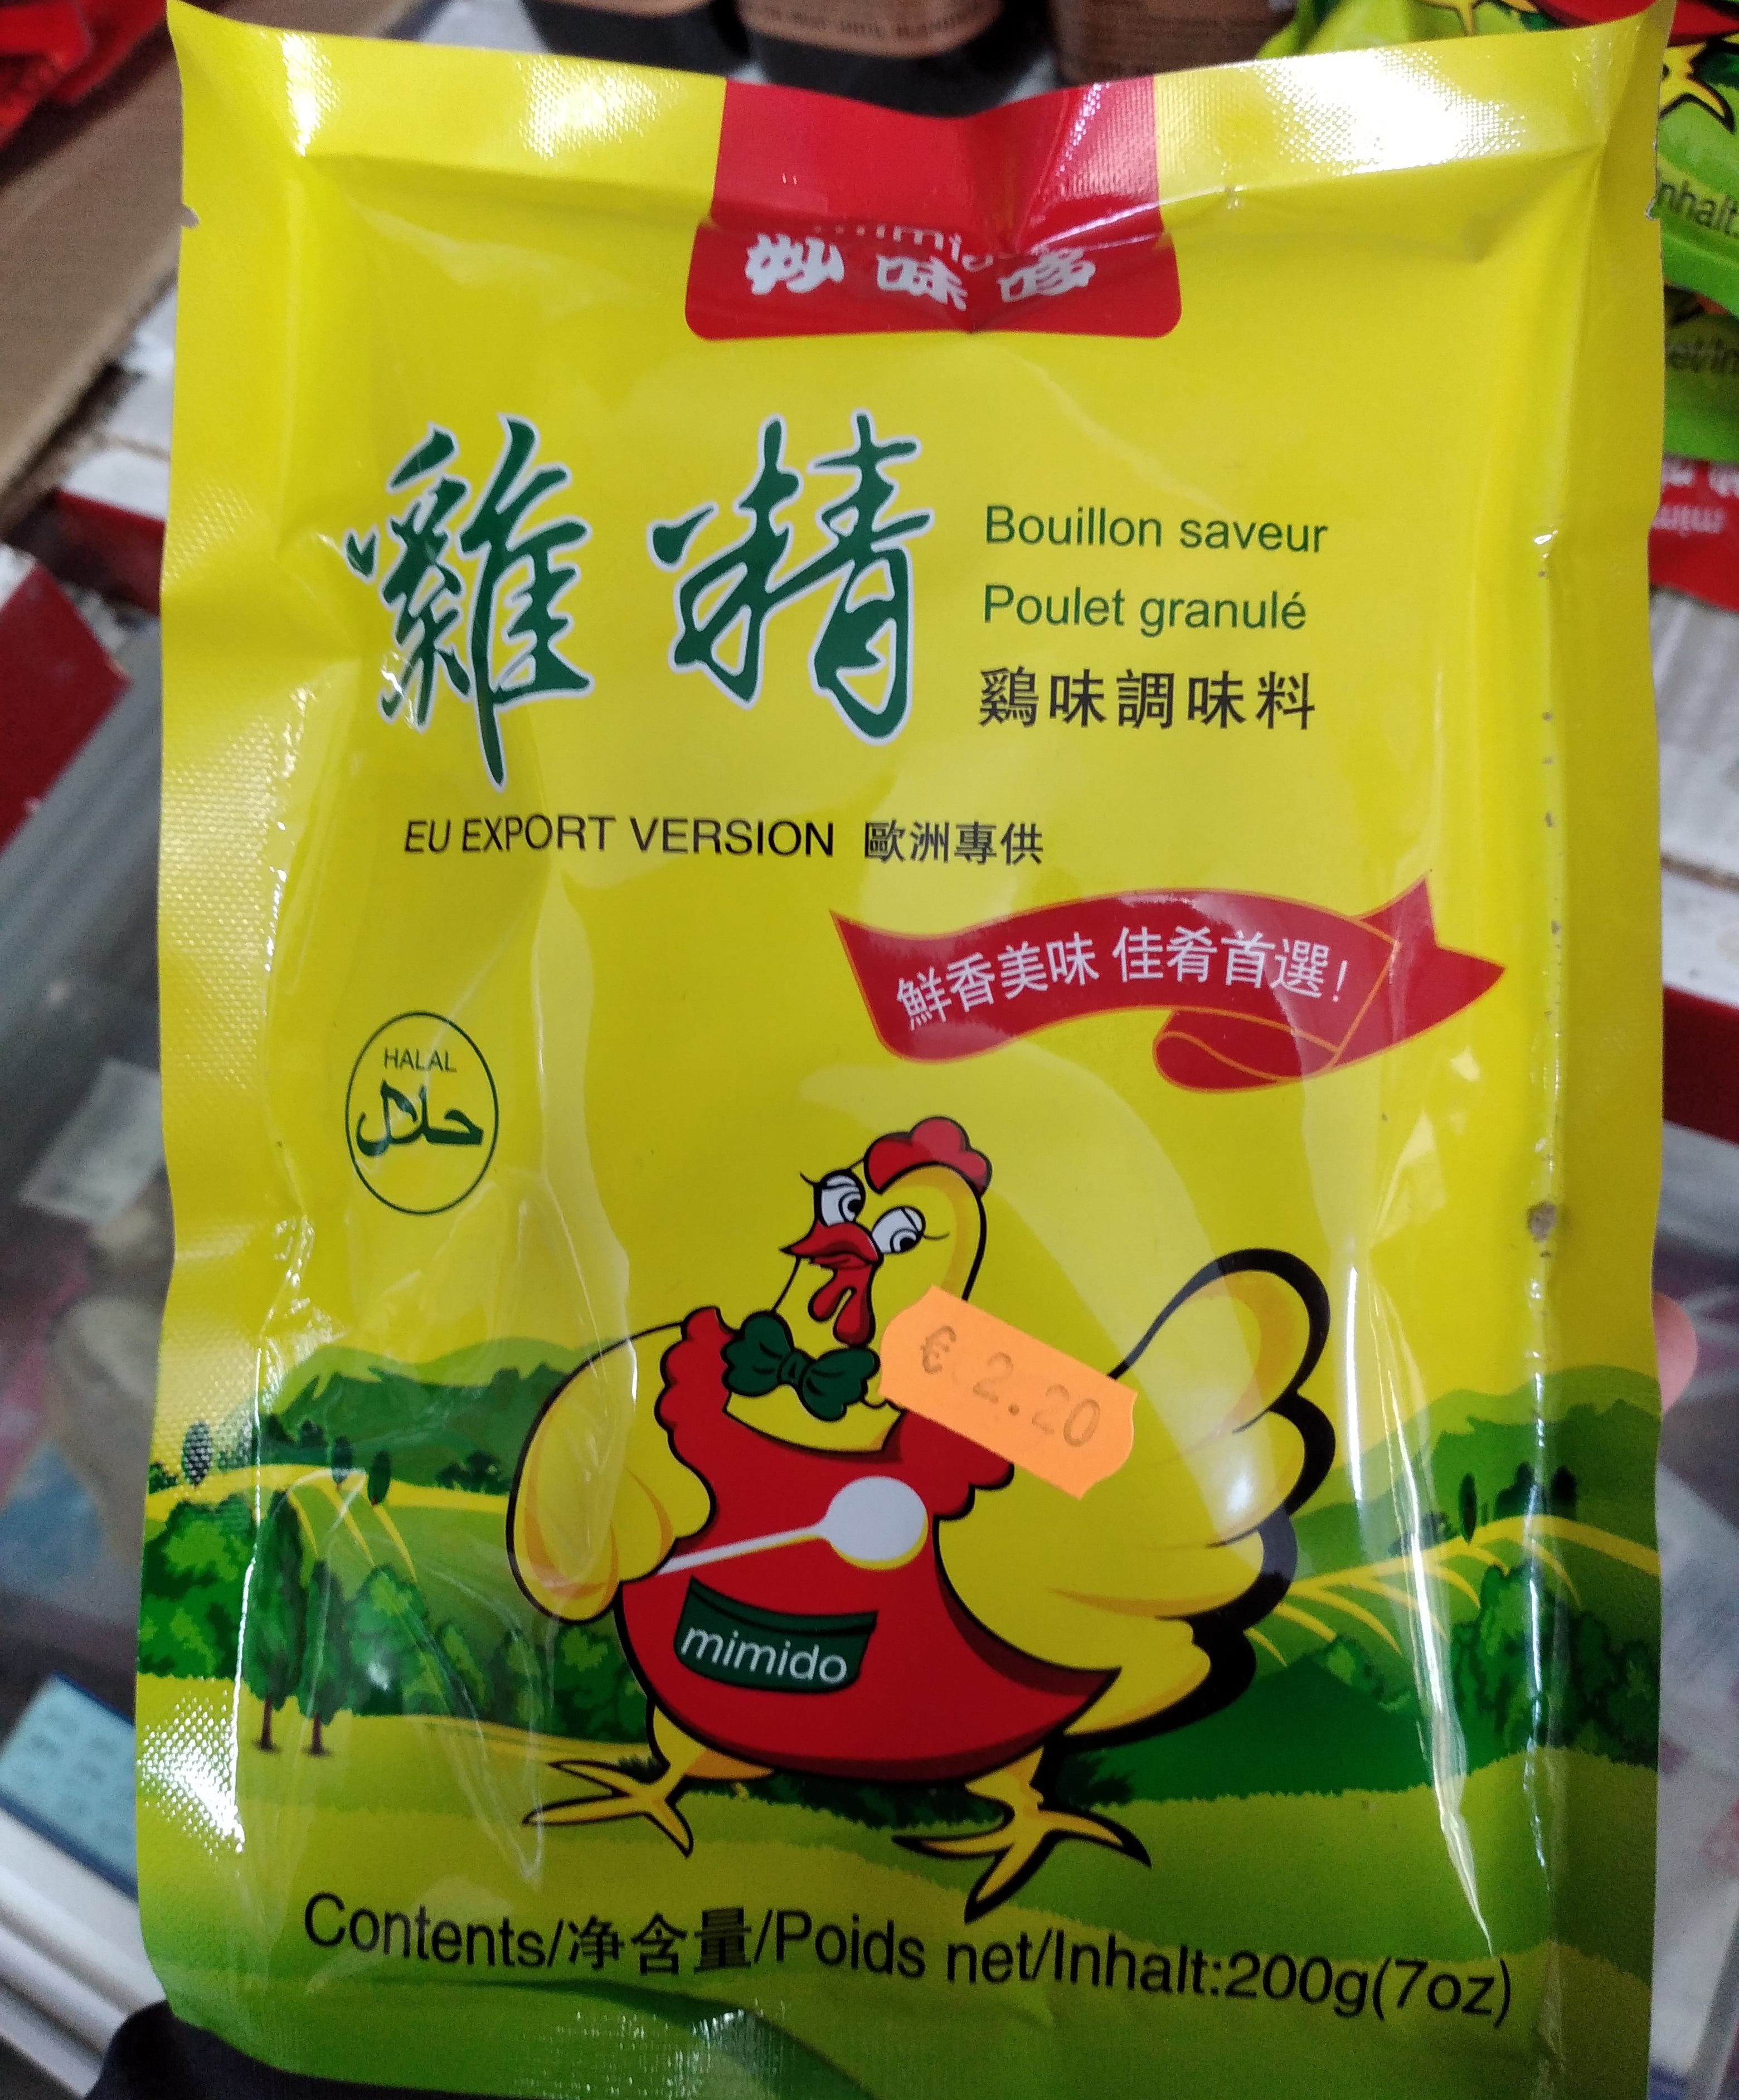 妙味哆
雞精
Bouillon saveur
Poulet granulé
鷄味調味料
EU EXPORT VERSION 歐洲專供
鮮香美味 佳肴首選!
HALAL
حلال
€ 2.20
mimido
Contents/净含量/Poids net/Inhalt:200g(7oz)